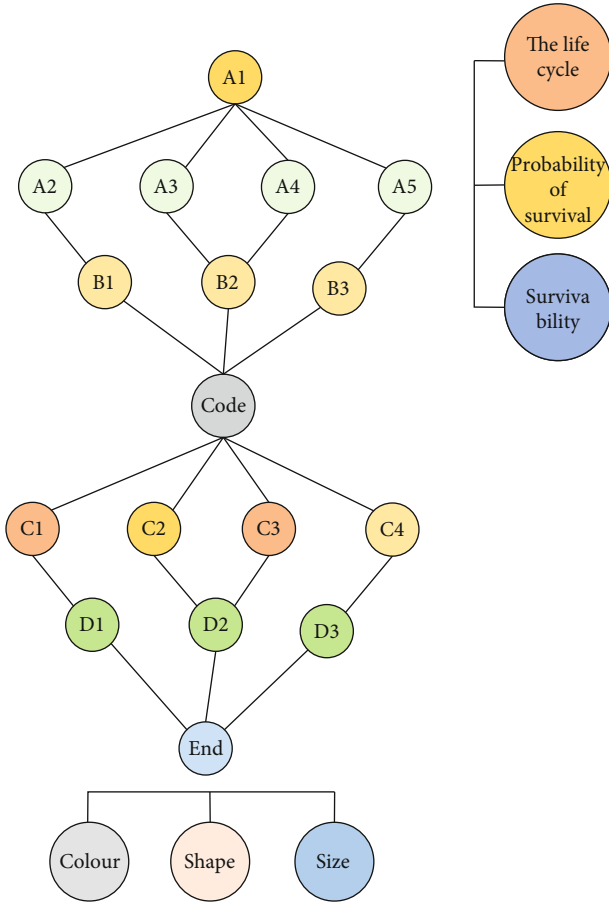 A1
The life
cycle
A2
A3
A4
A5
Probability
of
survival
B1
B2
B3
Surviva
bility
Code
C1
C2
C3
C4
D1
D2
D3
End
Colour
Shape
Size